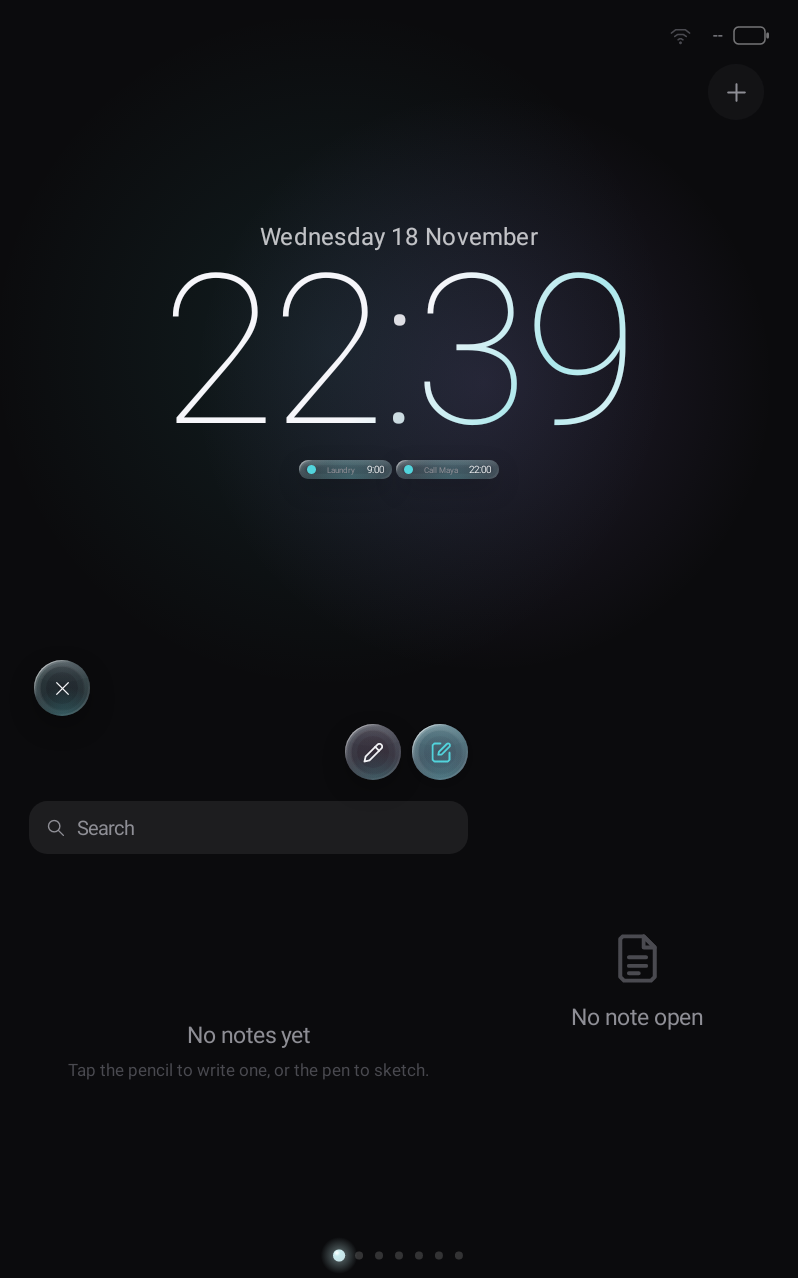 --
Wednesday 18 November
22:39
Laundry 9:00 Call Maya 22:00
Search
No note open
No notes yet
Tap the pencil to write one, or the pen to sketch.